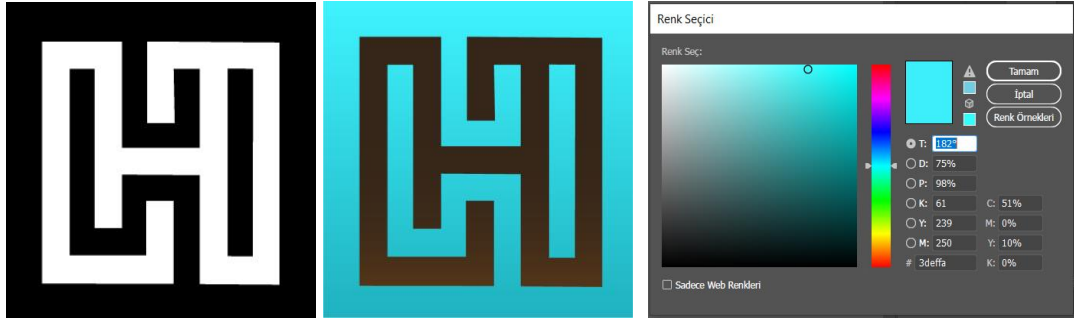 Renk Seçici
Renk Seç:
Tamam
İptal
Renk Örnekleri
T: 182°
D: 75%
P: 98%
K: 61 C: 51%
Y: 239 M: 0%
M: 250 Y: 10%
# 3deffa K: 0%
Sadece Web Renkleri